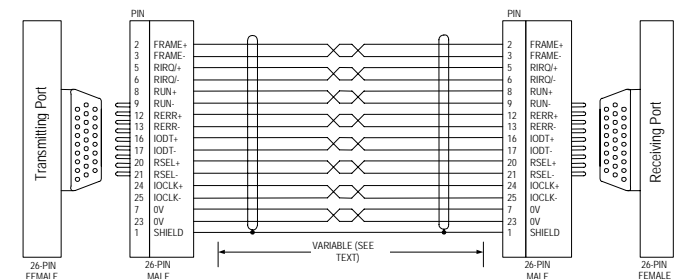 PIN PIN
2 FRAME+ 2 FRAME+
3 FRAME- 3 FRAME-
5 RIRQ/+ 5 RIRQ/+
6 RIRQ/- 6 RIRQ/-
8 RUN+ 8 RUN+
9 RUN- 9 RUN-
12 RERR+ 12 RERR+
13 RERR- 13 RERR-
16 IODT+ 16 IODT+
17 IODT- 17 IODT-
20 RSEL+ 20 RSEL+
21 RSEL- 21 RSEL-
24 IOCLK+ 24 IOCLK+
25 IOCLK- 25 IOCLK-
7 0V 7 0V
23 0V 23 0V
1 SHIELD 1 SHIELD
Transmitting Port
Receiving Port
VARIABLE (SEE
TEXT)
26-PIN 26-PIN 26-PIN 26-PIN
FEMALE MALE MALE FEMALE